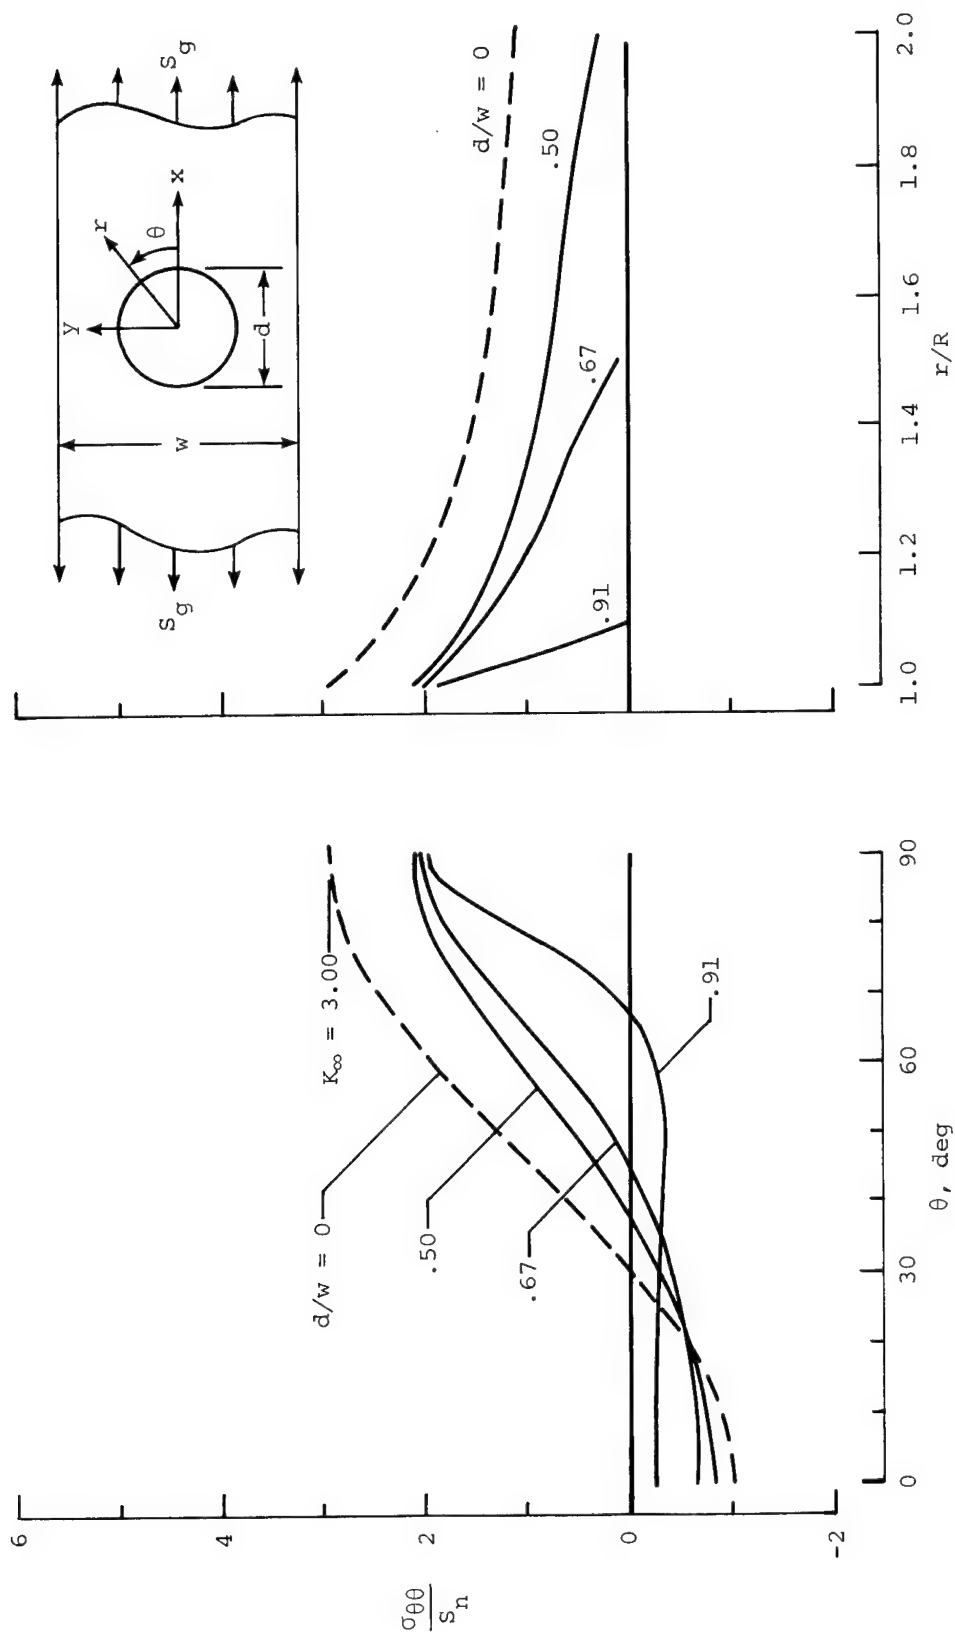 6
4
2
0
-2
σθθ
Sn
d/w = 0
K∞ = 3.00
.50
.67
.91
0
30
60
90
θ, deg
Sg
w
y
r
θ
x
d
Sg
d/w = 0
.50
.67
.91
1.0
1.2
1.4
1.6
1.8
2.0
r/R